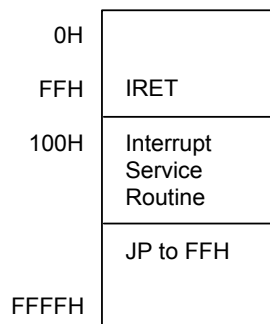 0H
FFH IRET
100H Interrupt
Service
Routine
JP to FFH
FFFFH